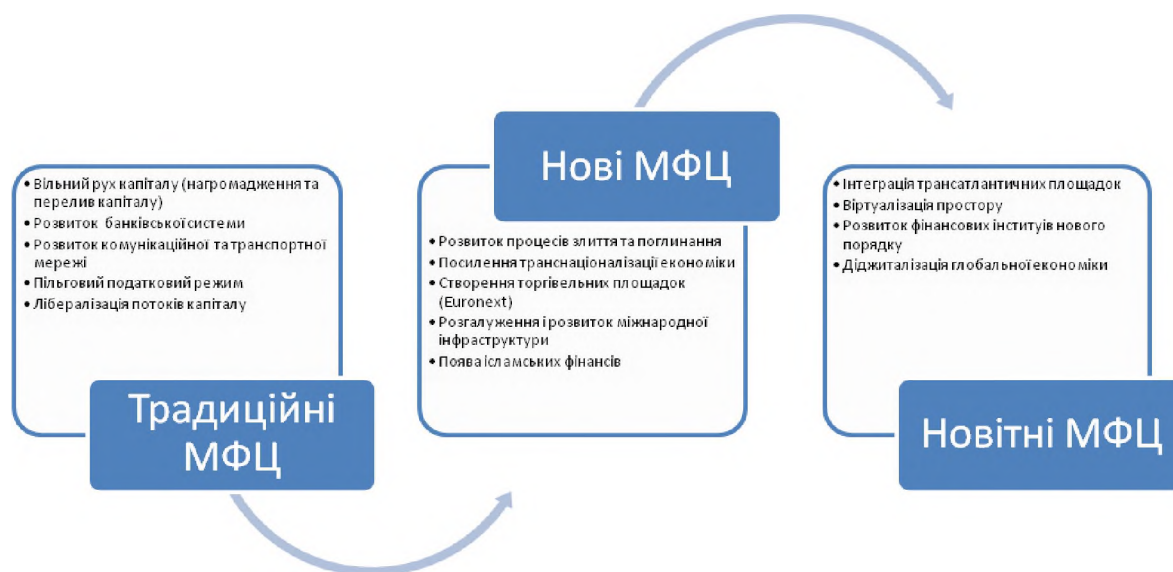 • Вільний рух капіталу (нагромадження та
перелив капіталу)
• Розвиток банківської системи
• Розвиток комунікаційної та транспортної
мережі
• Пільговий податковий режим
• Лібералізація потоків капіталу
Традиційні
МФЦ
Нові МФЦ
• Розвиток процесів злиття та поглинання
• Посилення транснаціоналізації економіки
• Створення торгівельних площадок
(Euronext)
• Розгалуження і розвиток міжнародної
інфраструктури
• Поява ісламських фінансів
• Інтеграція трансатлантичних площадок
• Віртуалізація простору
• Розвиток фінансових інституів нового
порядку
• Діджиталізація глобальної економіки
Новітні МФЦ